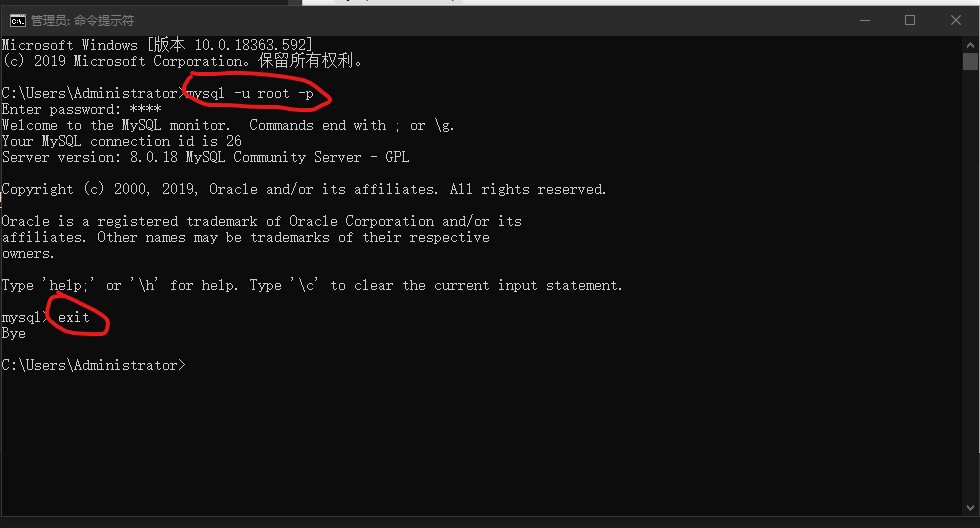 管理员: 命令提示符
Microsoft Windows [版本 10.0.18363.592]
(c) 2019 Microsoft Corporation。保留所有权利。
C:\Users\Administrator>mysql -u root -p
Enter password: ****
Welcome to the MySQL monitor.  Commands end with ; or \g.
Your MySQL connection id is 26
Server version: 8.0.18 MySQL Community Server - GPL
Copyright (c) 2000, 2019, Oracle and/or its affiliates. All rights reserved.
Oracle is a registered trademark of Oracle Corporation and/or its
affiliates. Other names may be trademarks of their respective
owners.
Type 'help;' or '\h' for help. Type '\c' to clear the current input statement.
mysql> exit
Bye
C:\Users\Administrator>